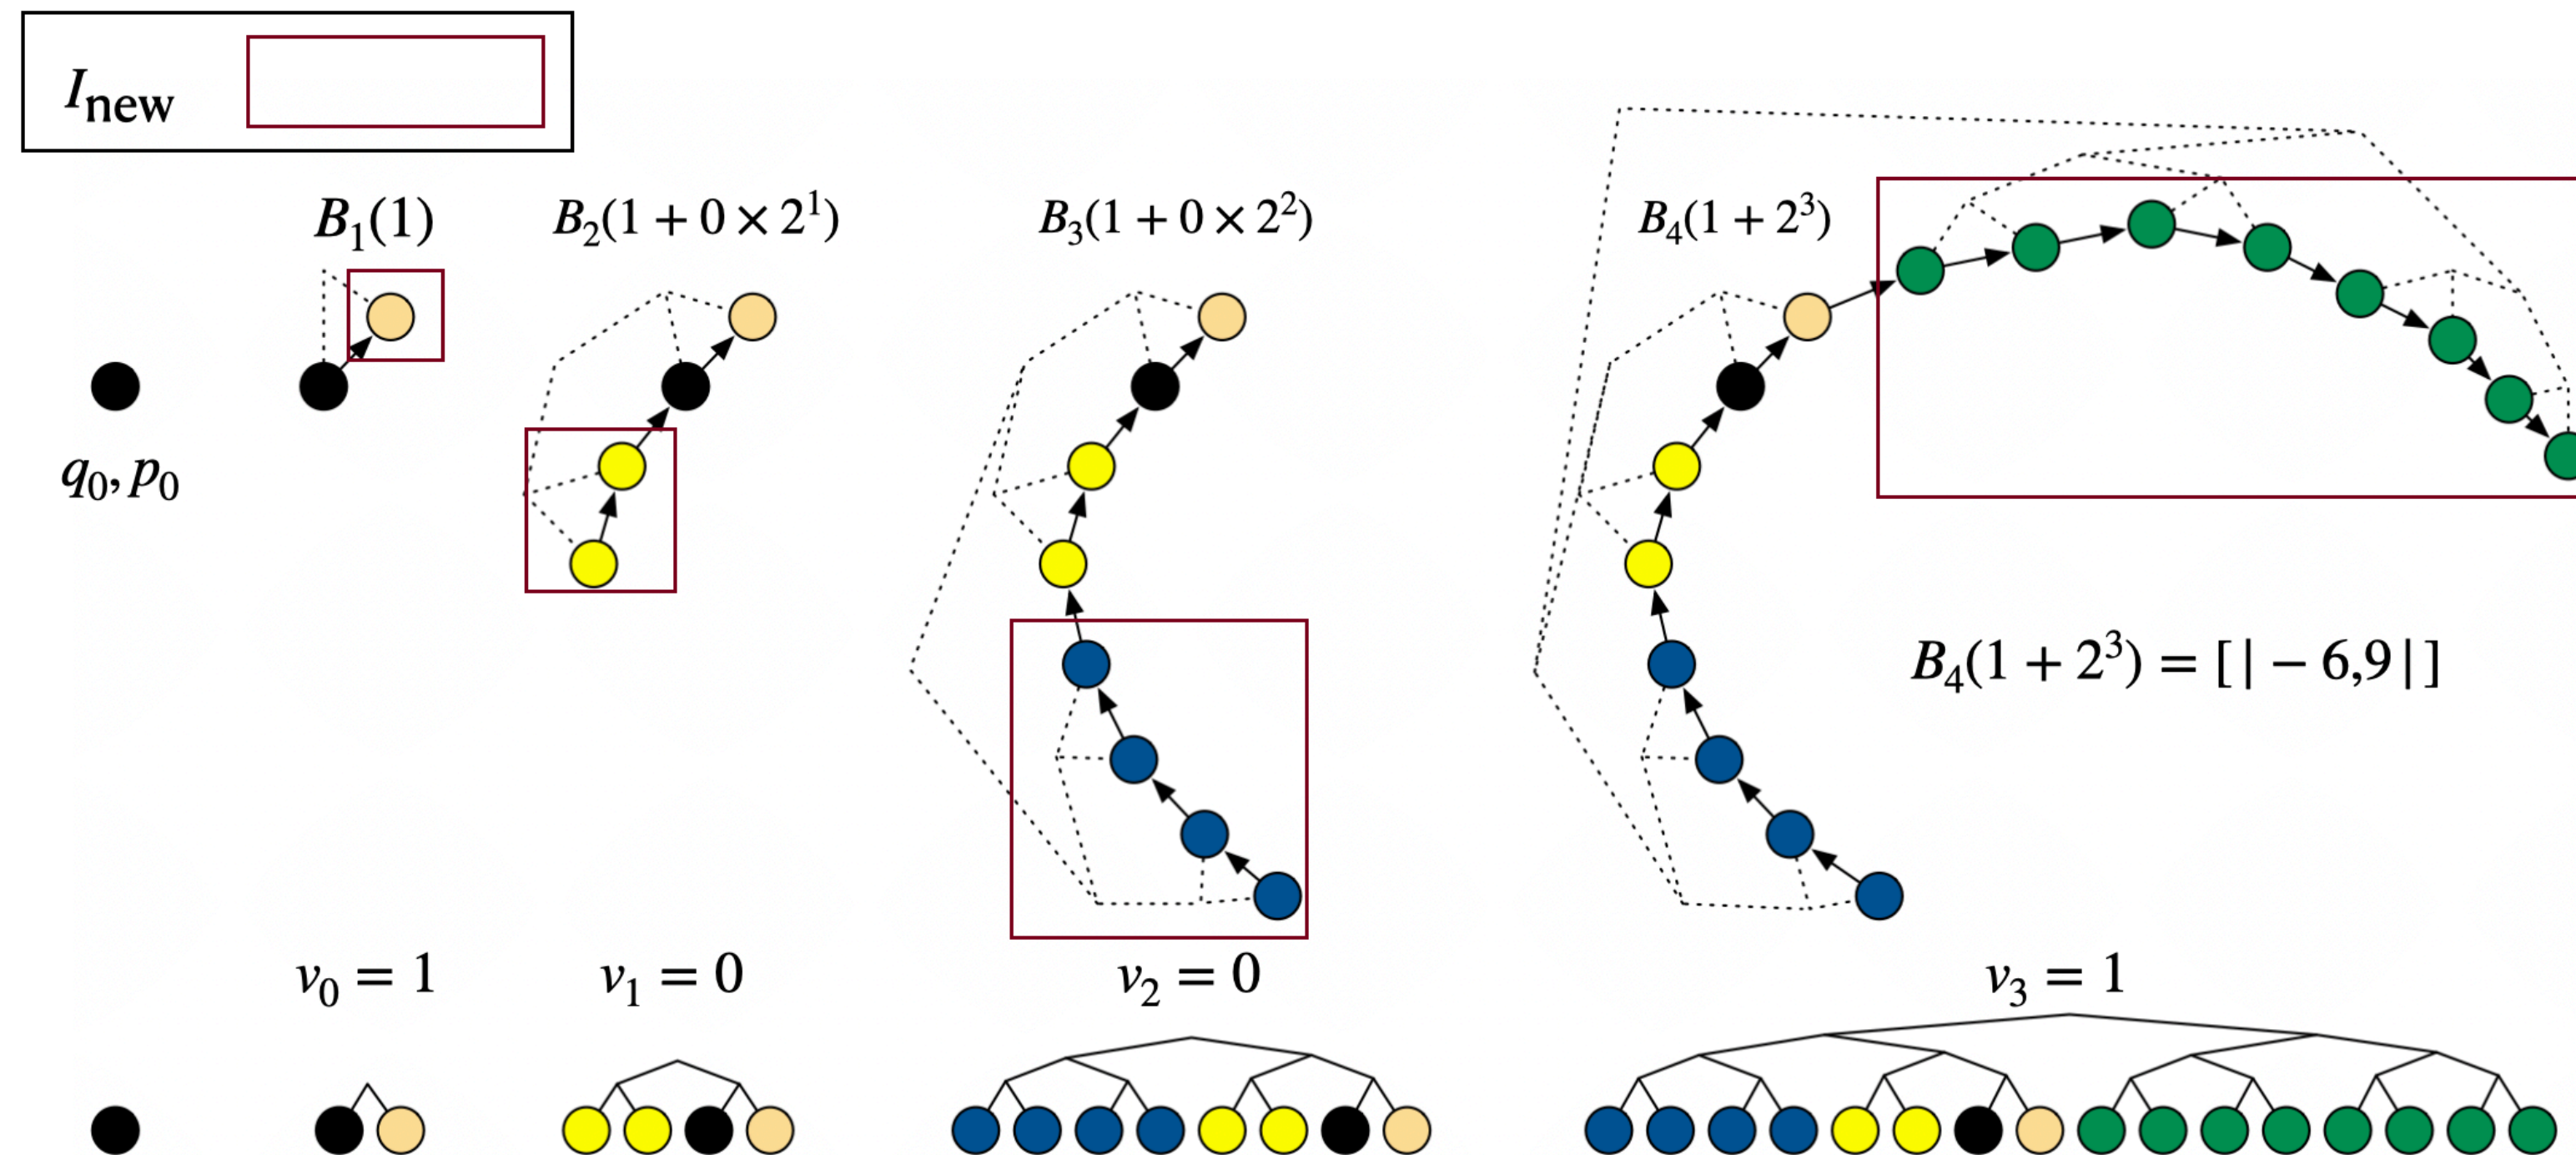 I_new
B_1(1)
B_2(1 + 0 × 2^1)
B_3(1 + 0 × 2^2)
B_4(1 + 2^3)
q_0, p_0
B_4(1 + 2^3) = [| − 6,9|]
v_0 = 1
v_1 = 0
v_2 = 0
v_3 = 1